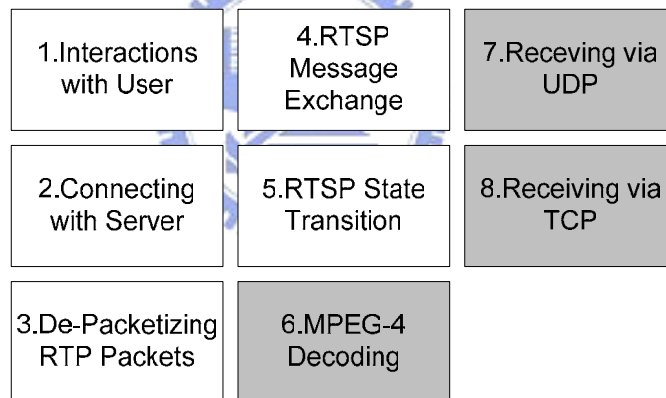 1.Interactions
with User
4.RTSP
Message
Exchange
7.Receving via
UDP
2.Connecting
with Server
5.RTSP State
Transition
8.Receiving via
TCP
3.De-Packetizing
RTP Packets
6.MPEG-4
Decoding